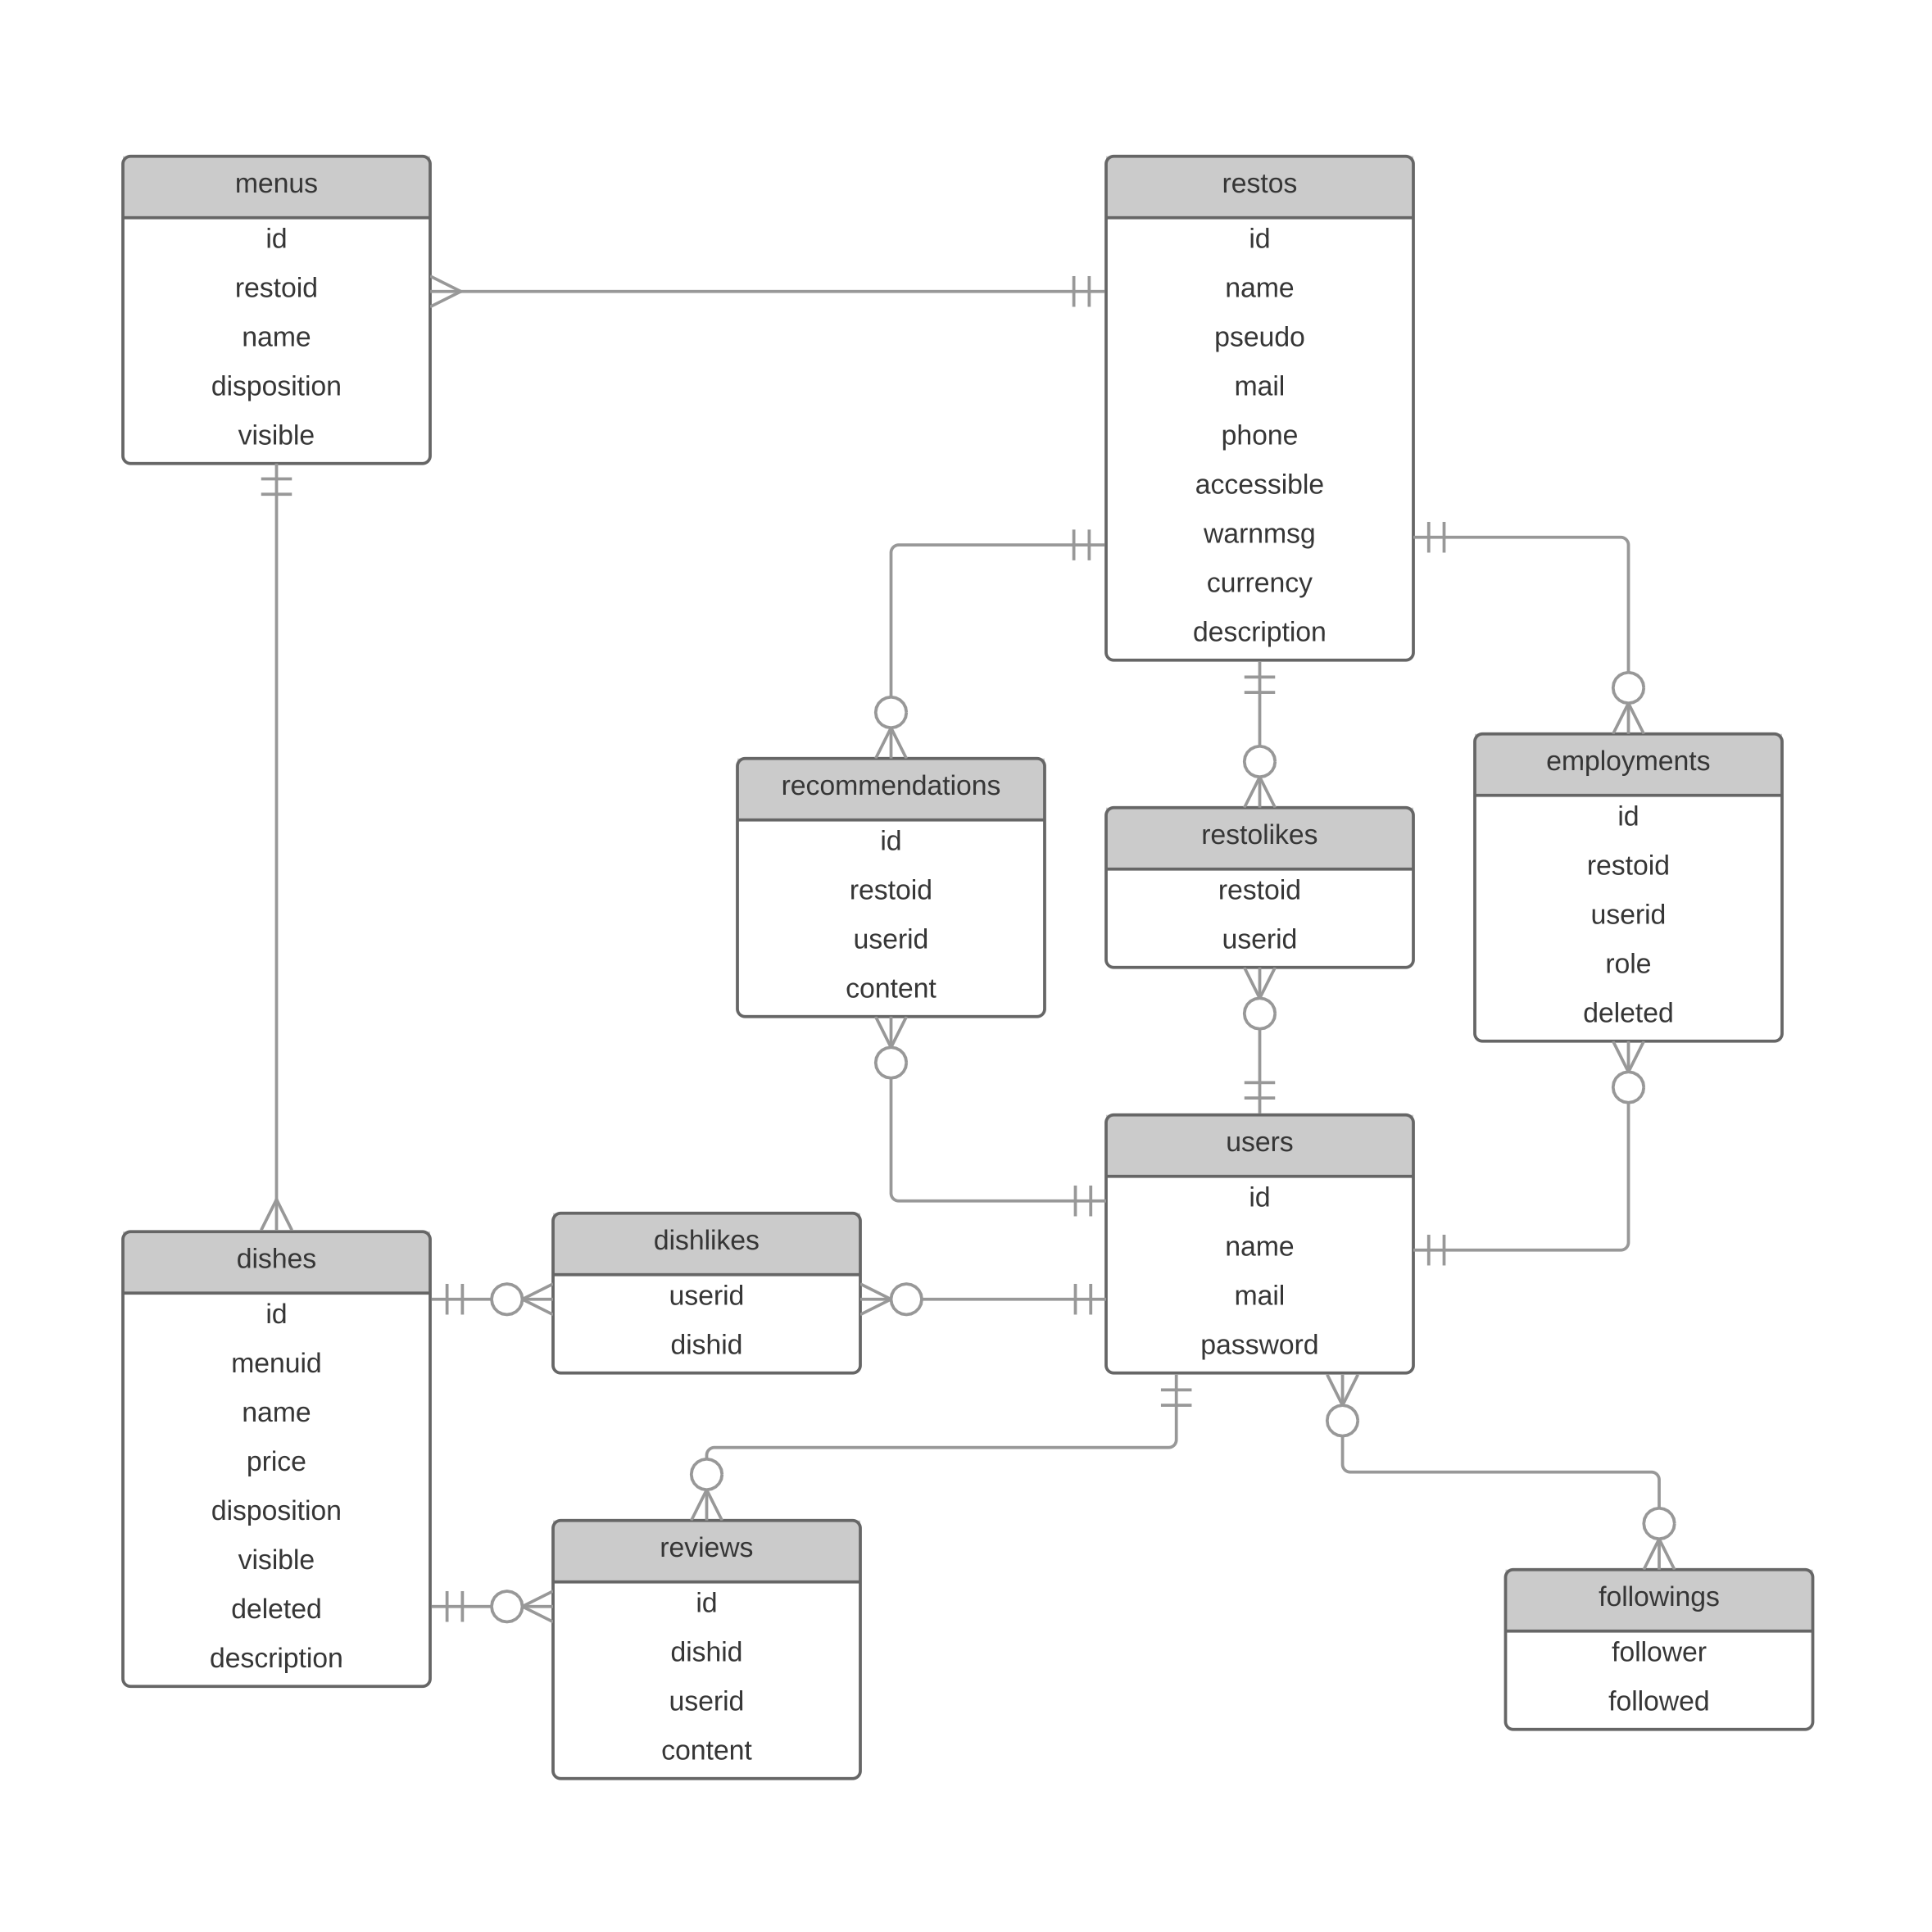 menus
id
restoid
name
disposition
visible
restos
id
name
pseudo
mail
phone
accessible
warnmsg
currency
description
recommendations
id
restoid
userid
content
restolikes
restoid
userid
employments
id
restoid
userid
role
deleted
users
id
name
mail
password
dishes
id
menuid
name
price
disposition
visible
deleted
description
dishlikes
userid
dishid
reviews
id
dishid
userid
content
followings
follower
followed